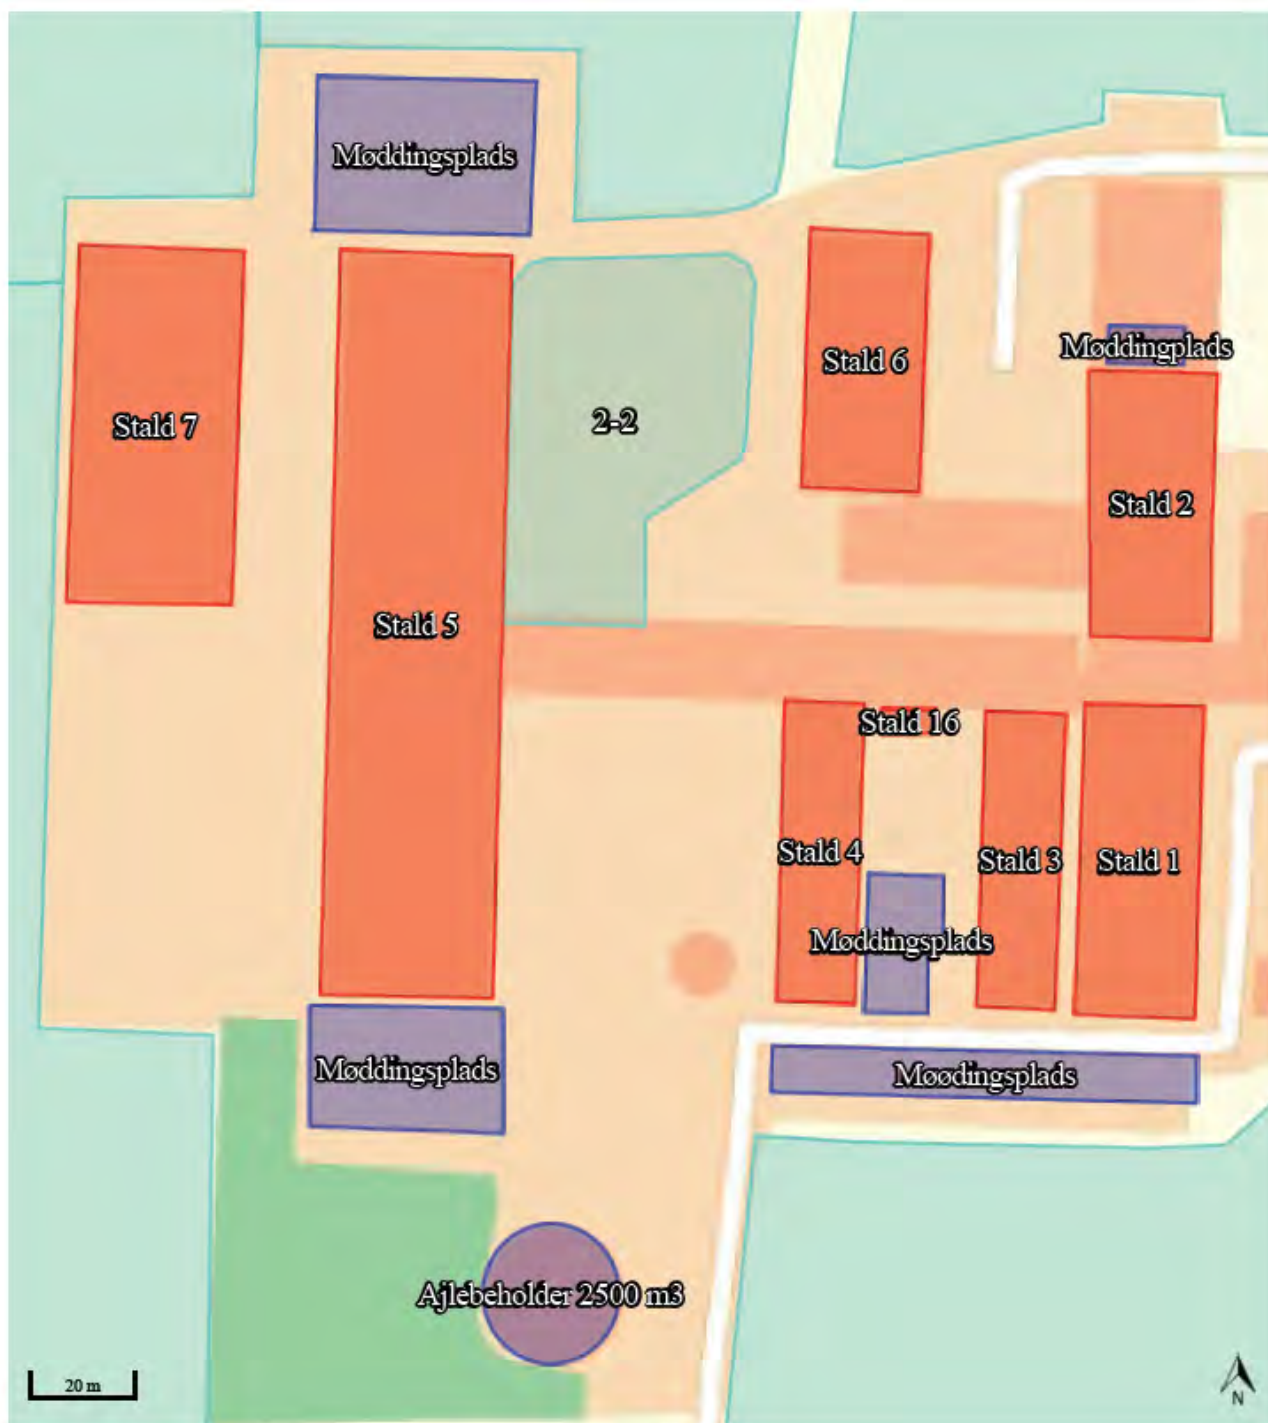 Møddingsplads
Møddingplads
Stald 6
Stald 7
2-2
Stald 2
Stald 5
Stald 16
Stald 4
Stald 3
Stald 1
Møddingsplads
Møddingsplads
Møødingsplads
Ajlebeholder 2500 m3
20 m
N